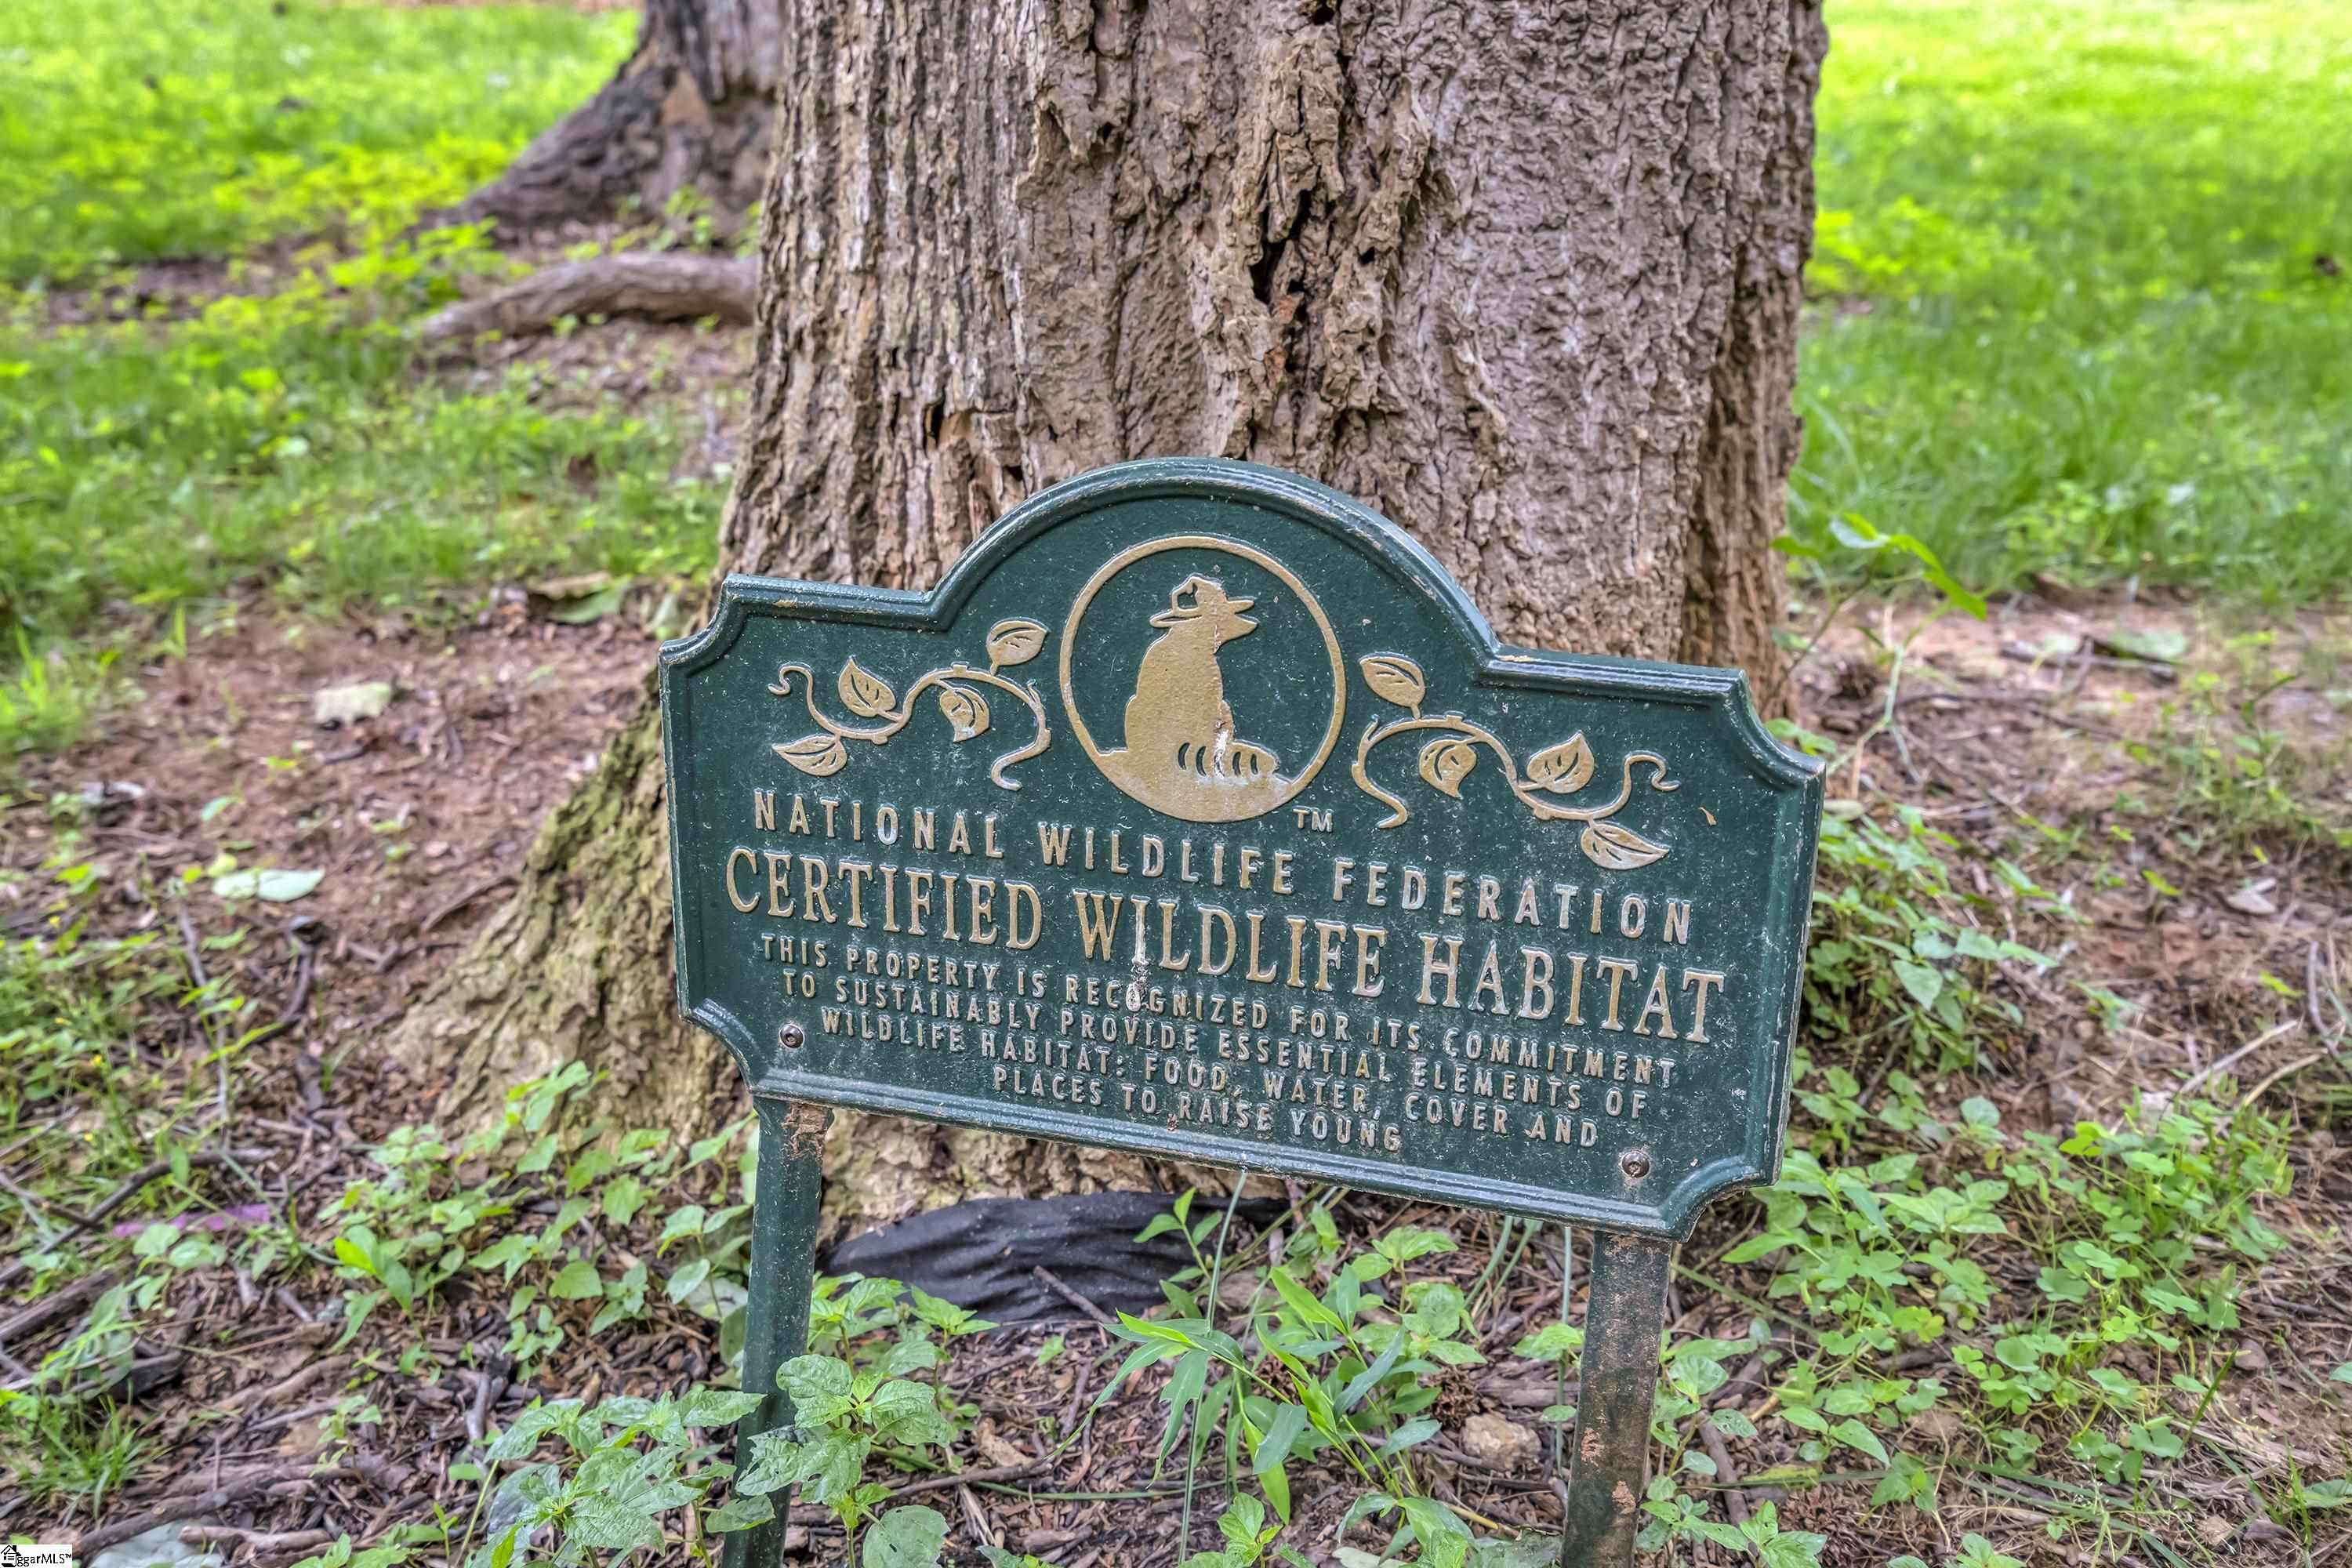 TM
NATIONAL WILDLIFE FEDERATION
CERTIFIED WILDLIFE HABITAT
THIS PROPERTY IS RECOGNIZED FOR ITS COMMITMENT
TO SUSTAINABLY PROVIDE ESSENTIAL ELEMENTS OF
WILDLIFE HABITAT: FOOD, WATER, COVER AND
PLACES TO RAISE YOUNG
ggarMLS™